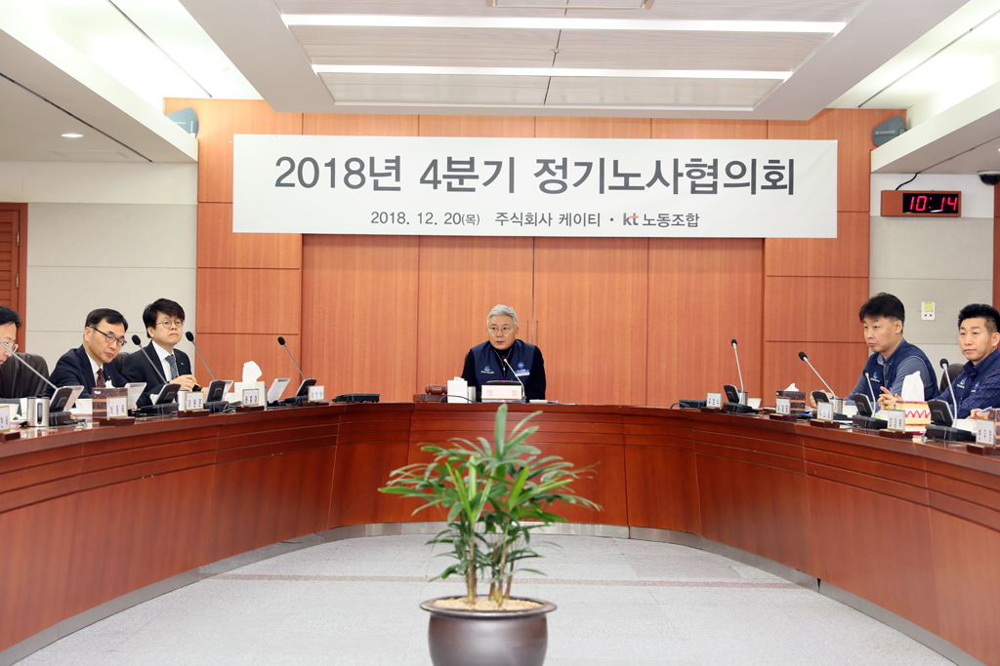 2018년 4분기 정기노사협의회
2018. 12. 20(목) 주식회사 케이티 · kt 노동조합
10:14